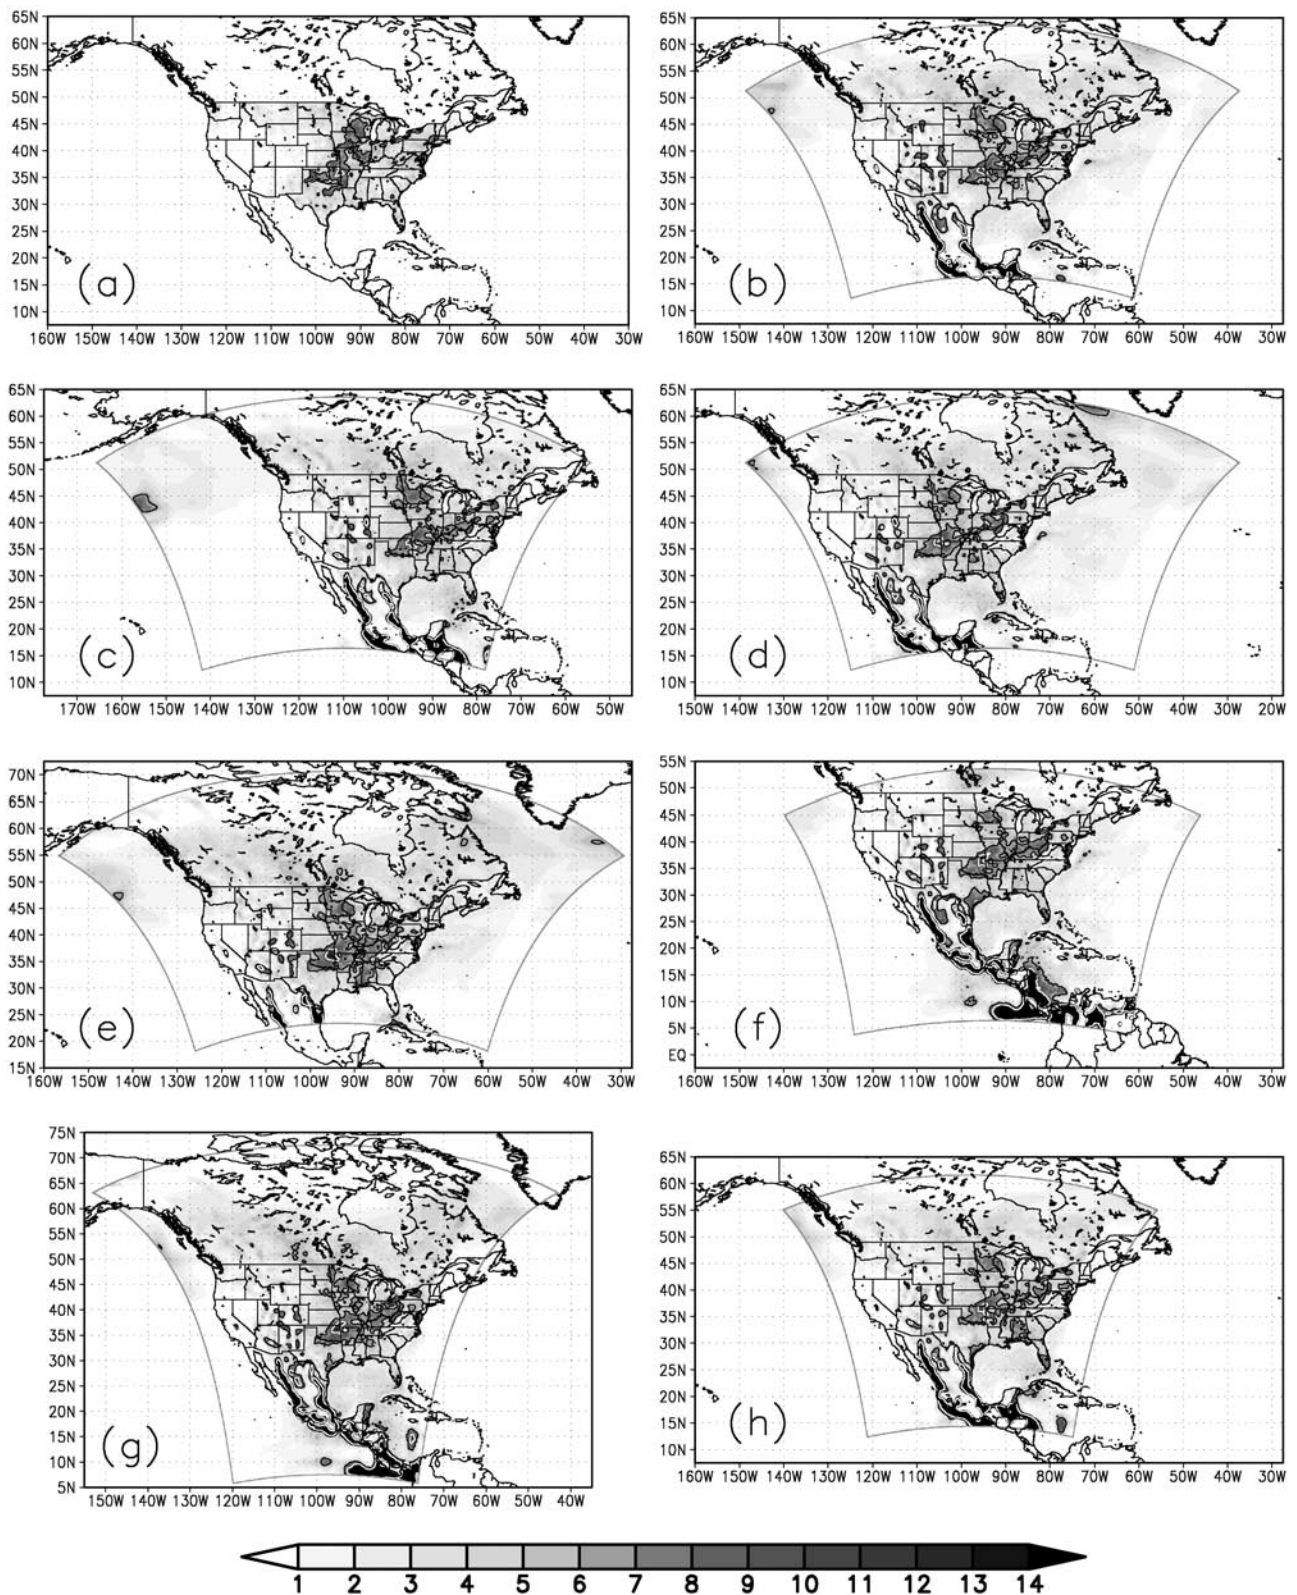 65N
60N
55N
50N
45N
40N
35N
30N
25N
20N
15N
10N
(a)
160W 150W 140W 130W 120W 110W 100W 90W 80W 70W 60W 50W 40W 30W
65N
60N
55N
50N
45N
40N
35N
30N
25N
20N
15N
10N
(b)
160W 150W 140W 130W 120W 110W 100W 90W 80W 70W 60W 50W 40W 30W
65N
60N
55N
50N
45N
40N
35N
30N
25N
20N
15N
10N
(c)
170W 160W 150W 140W 130W 120W 110W 100W 90W 80W 70W 60W 50W
65N
60N
55N
50N
45N
40N
35N
30N
25N
20N
15N
10N
(d)
150W 140W 130W 120W 110W 100W 90W 80W 70W 60W 50W 40W 30W 20W
70N
65N
60N
55N
50N
45N
40N
35N
30N
25N
20N
15N
(e)
160W 150W 140W 130W 120W 110W 100W 90W 80W 70W 60W 50W 40W 30W
55N
50N
45N
40N
35N
30N
25N
20N
15N
10N
5N
EQ
(f)
160W 150W 140W 130W 120W 110W 100W 90W 80W 70W 60W 50W 40W 30W
75N
70N
65N
60N
55N
50N
45N
40N
35N
30N
25N
20N
15N
10N
5N
(g)
150W 140W 130W 120W 110W 100W 90W 80W 70W 60W 50W 40W
65N
60N
55N
50N
45N
40N
35N
30N
25N
20N
15N
10N
(h)
160W 150W 140W 130W 120W 110W 100W 90W 80W 70W 60W 50W 40W 30W
1 2 3 4 5 6 7 8 9 10 11 12 13 14